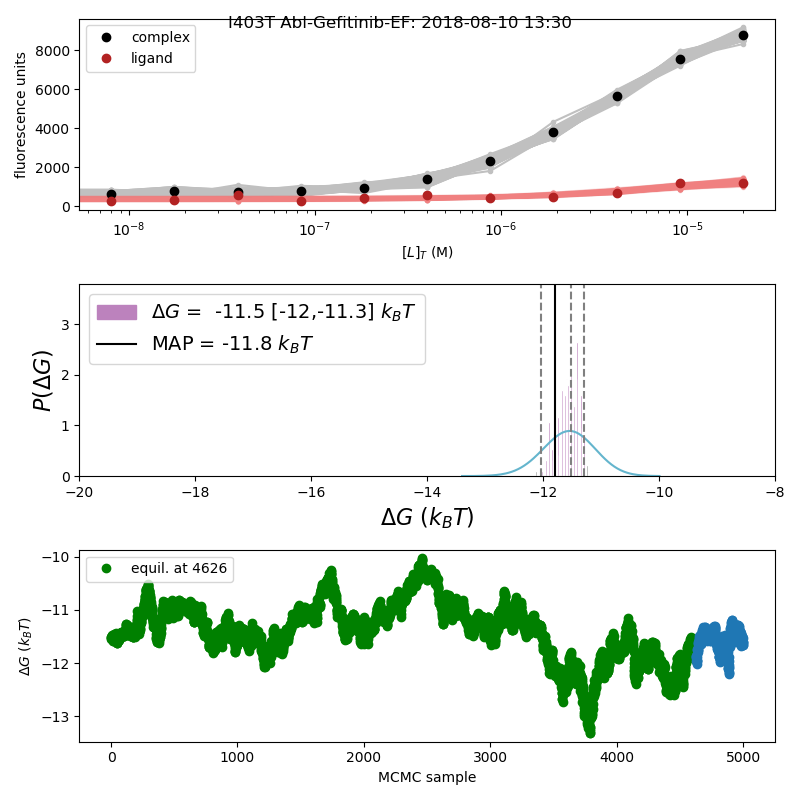 I403T Abl-Gefitinib-EF: 2018-08-10 13:30
complex
ligand
fluorescence units
8000
6000
4000
2000
0
10⁻⁸ 10⁻⁷ 10⁻⁶ 10⁻⁵
[L]_T (M)
ΔG = -11.5 [-12,-11.3] k_BT
MAP = -11.8 k_BT
P(ΔG)
3
2
1
0
−20 −18 −16 −14 −12 −10 −8
ΔG (k_BT)
equil. at 4626
ΔG (k_BT)
−10
−11
−12
−13
0 1000 2000 3000 4000 5000
MCMC sample